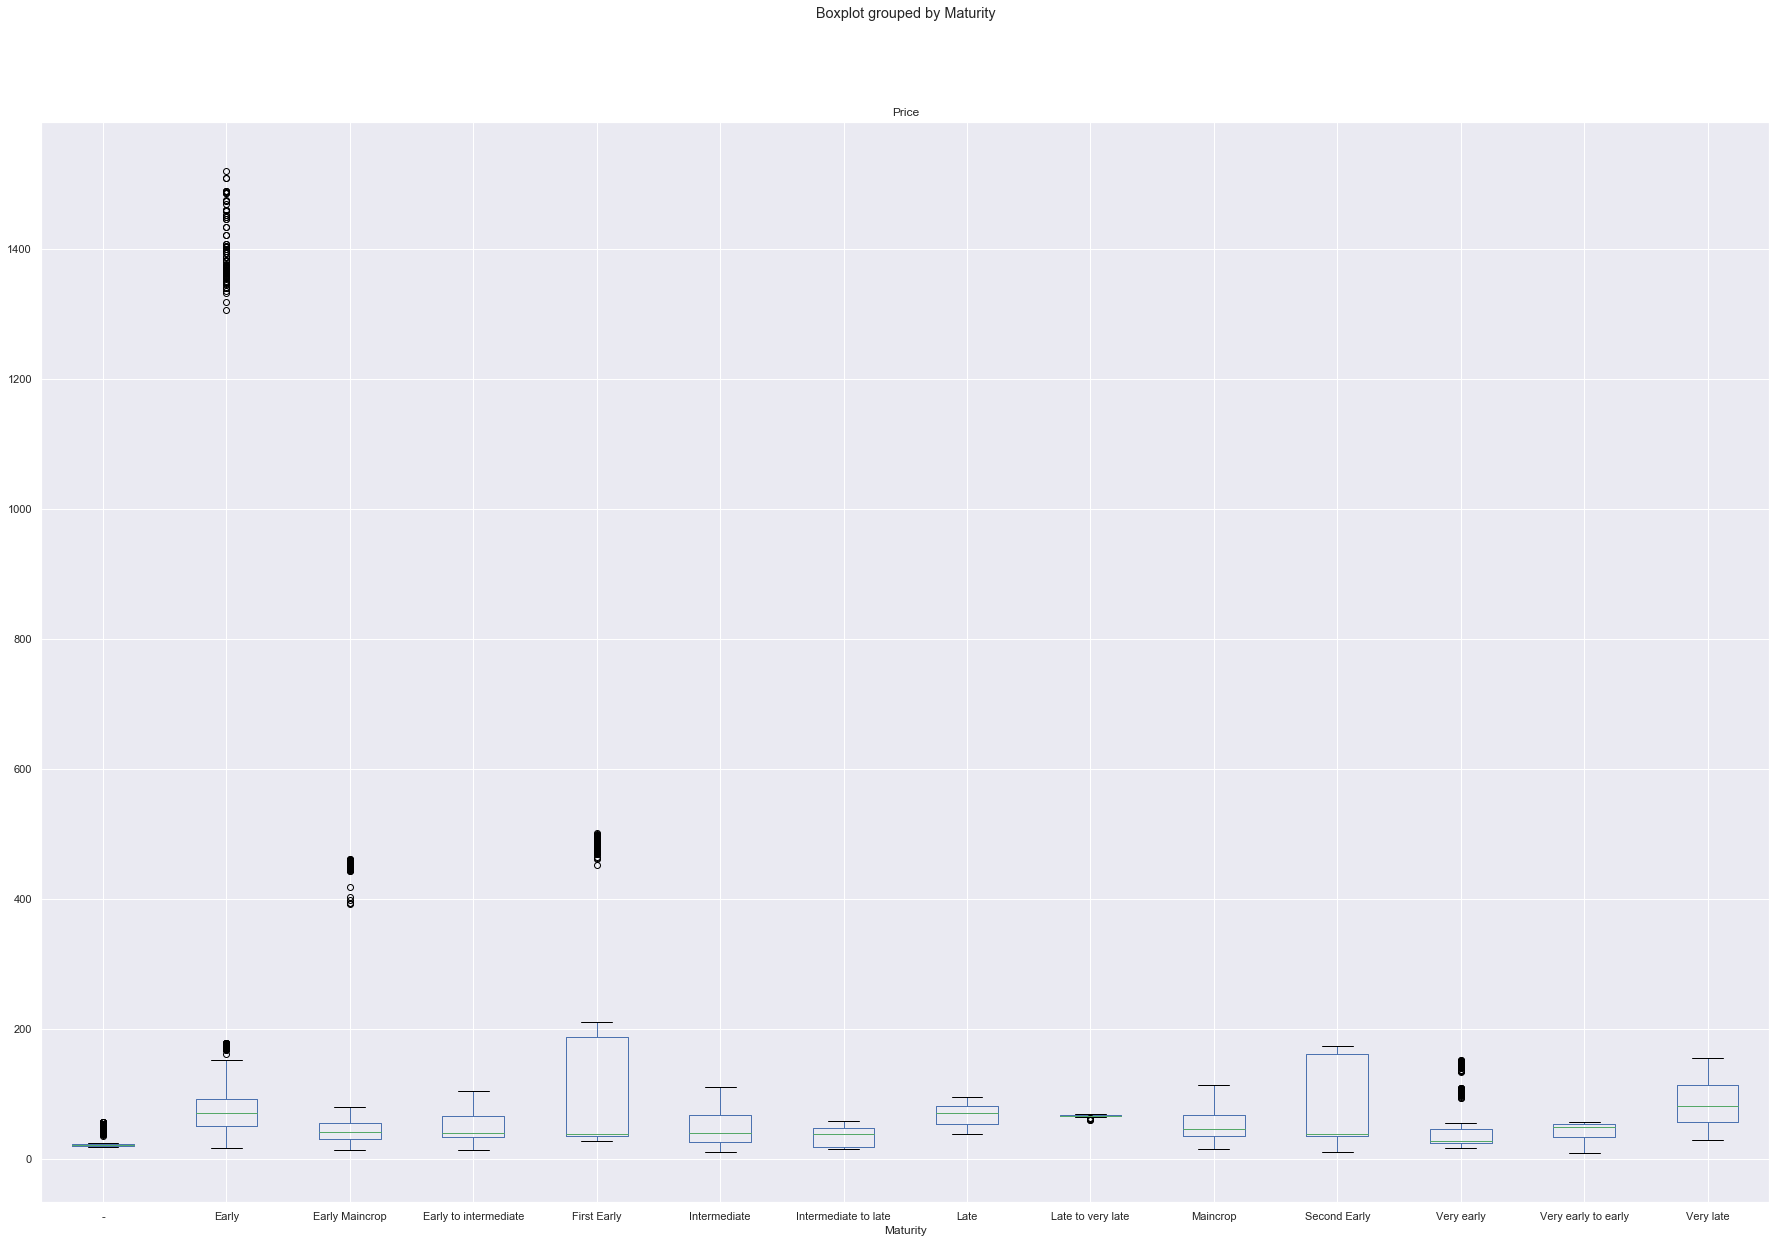 Boxplot grouped by Maturity
Price
1400
1200
1000
800
600
400
200
0
- Early Early Maincrop Early to intermediate First Early Intermediate Intermediate to late Late Late to very late Maincrop Second Early Very early Very early to early Very late
Maturity